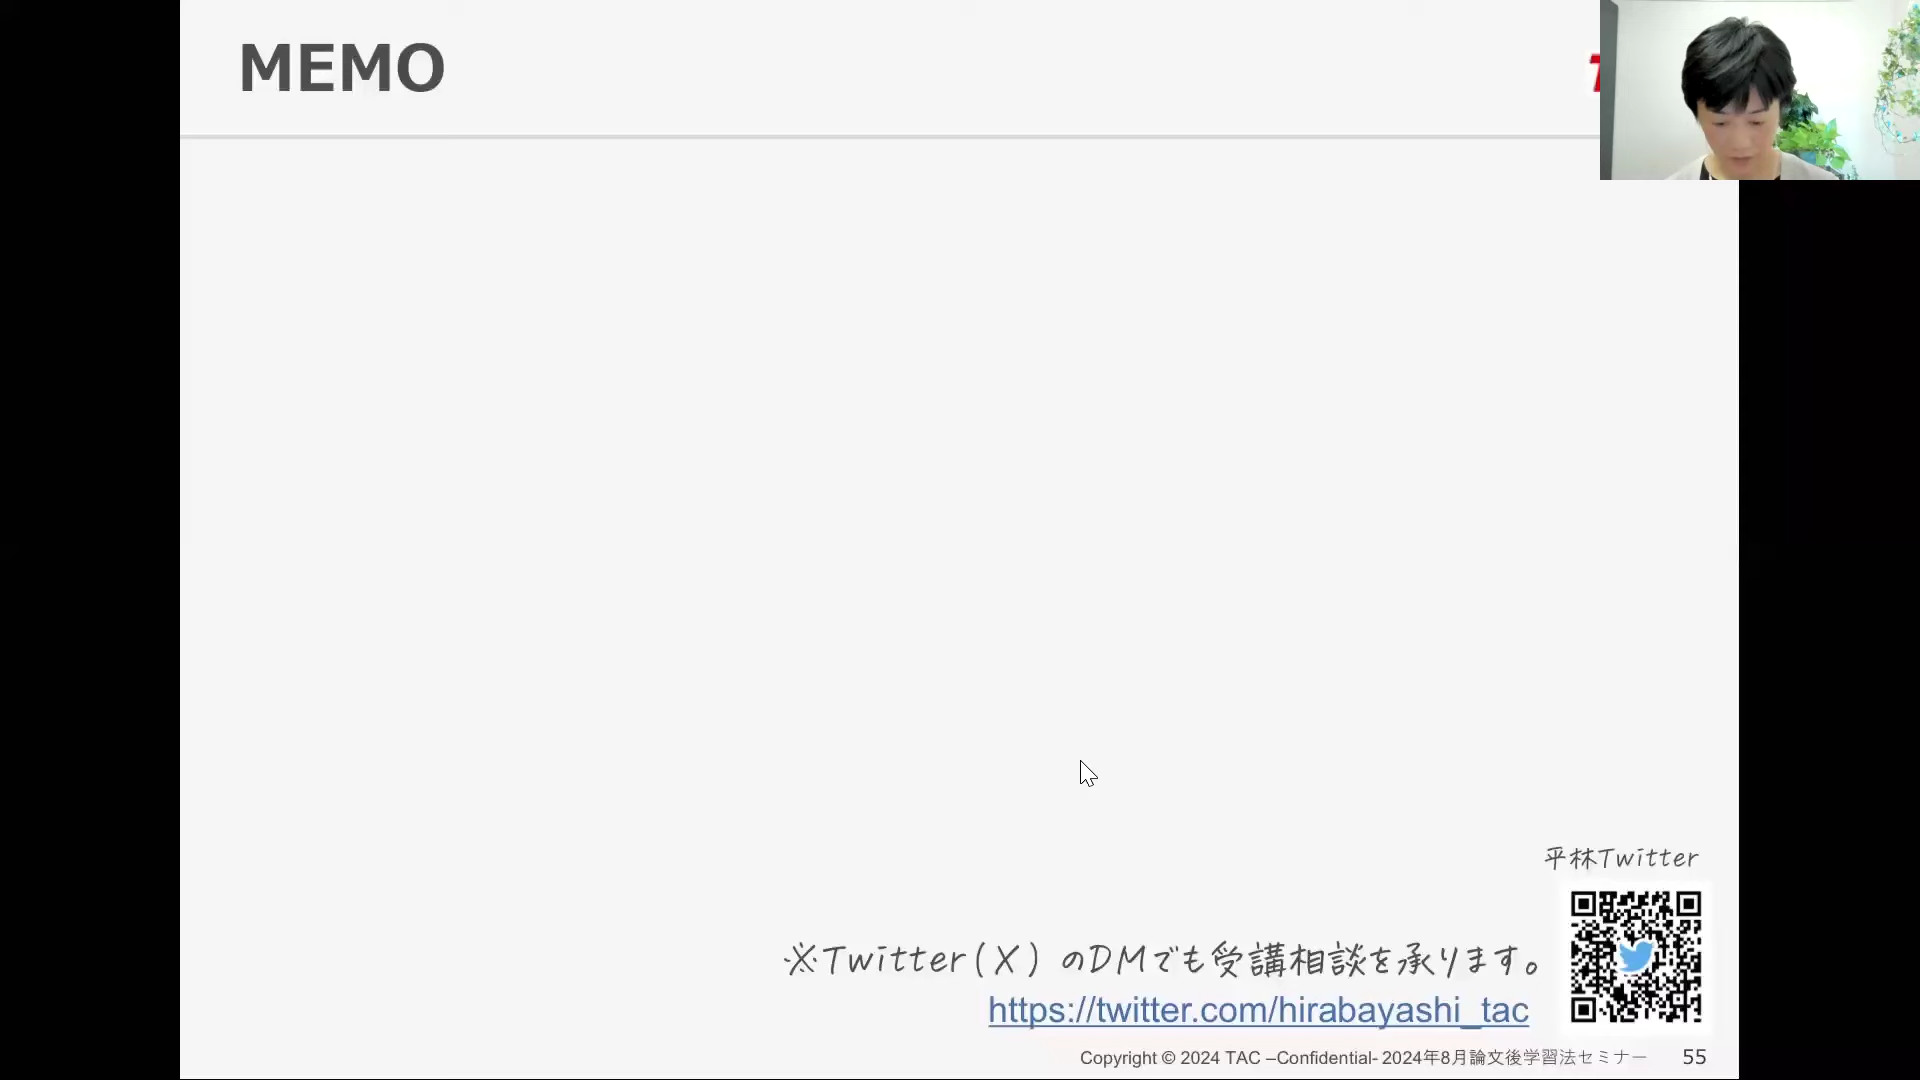 MEMO
平林Twitter
※Twitter(X) のDMでも受講相談を承ります。
https://twitter.com/hirabayashi_tac
Copyright © 2024 TAC –Confidential- 2024年8月論文後学習法セミナー 55